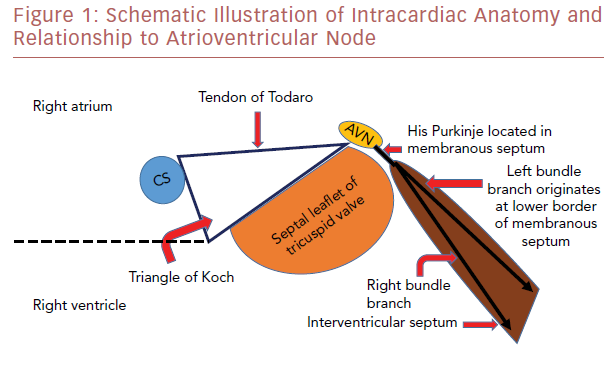 Figure 1: Schematic Illustration of Intracardiac Anatomy and
Relationship to Atrioventricular Node
Right atrium
Tendon of Todaro
AVN
His Purkinje located in
membranous septum
CS
Septal leaflet of
tricuspid valve
Left bundle
branch originates
at lower border
of membranous
septum
Triangle of Koch
Right ventricle
Right bundle
branch
Interventricular septum